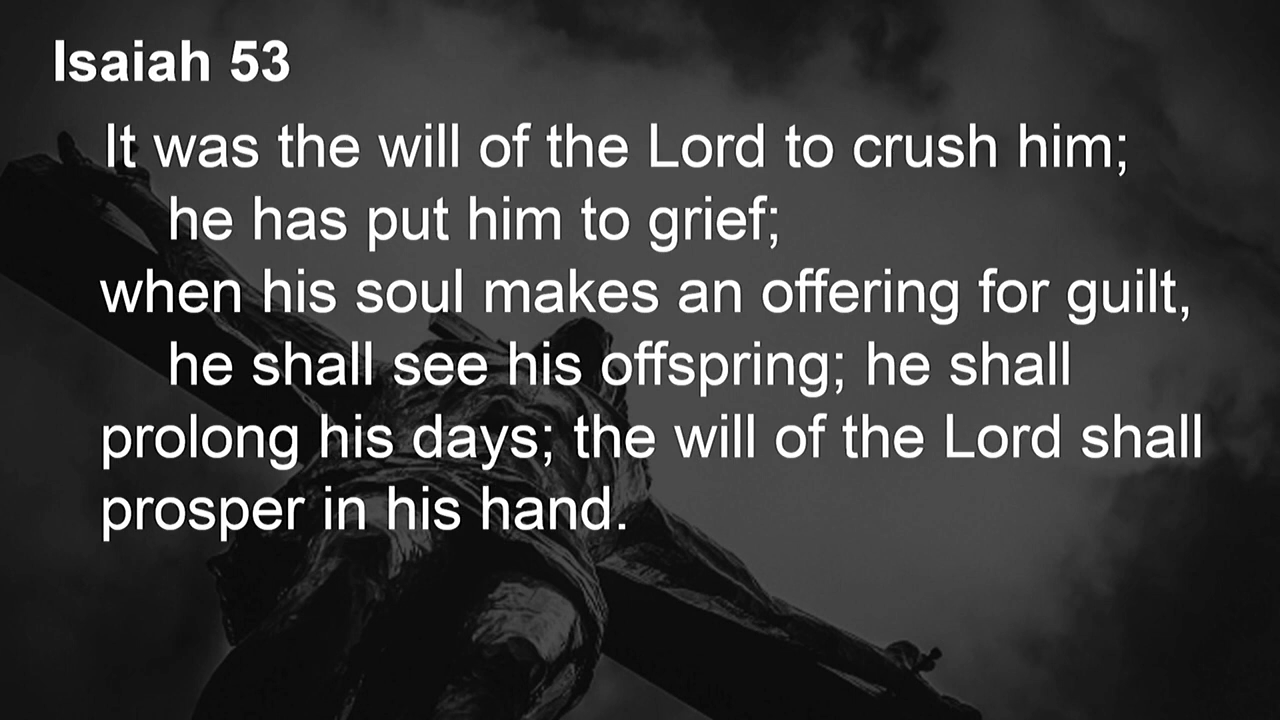 Isaiah 53
It was the will of the Lord to crush him;
he has put him to grief;
when his soul makes an offering for guilt,
he shall see his offspring; he shall
prolong his days; the will of the Lord shall
prosper in his hand.